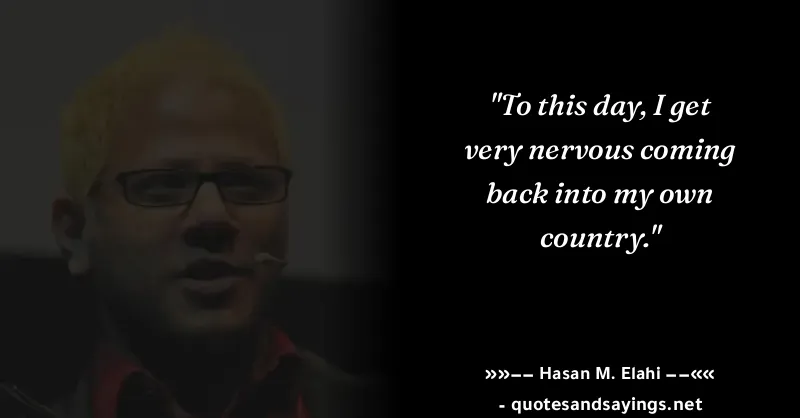 "To this day, I get
very nervous coming
back into my own
country."
»»−− Hasan M. Elahi −−««
- quotesandsayings.net